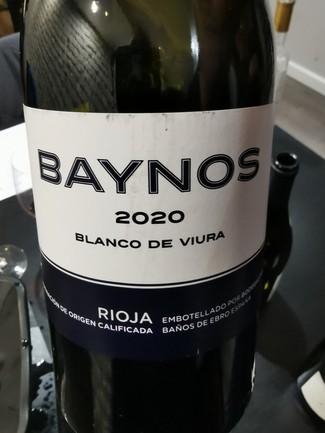 BAYNOS
2020
BLANCO DE VIURA
RIOJA
DE ORIGEN CALIFICADA
EMBOTELLADO POR
BAÑOS DE EBRO ESPAÑA